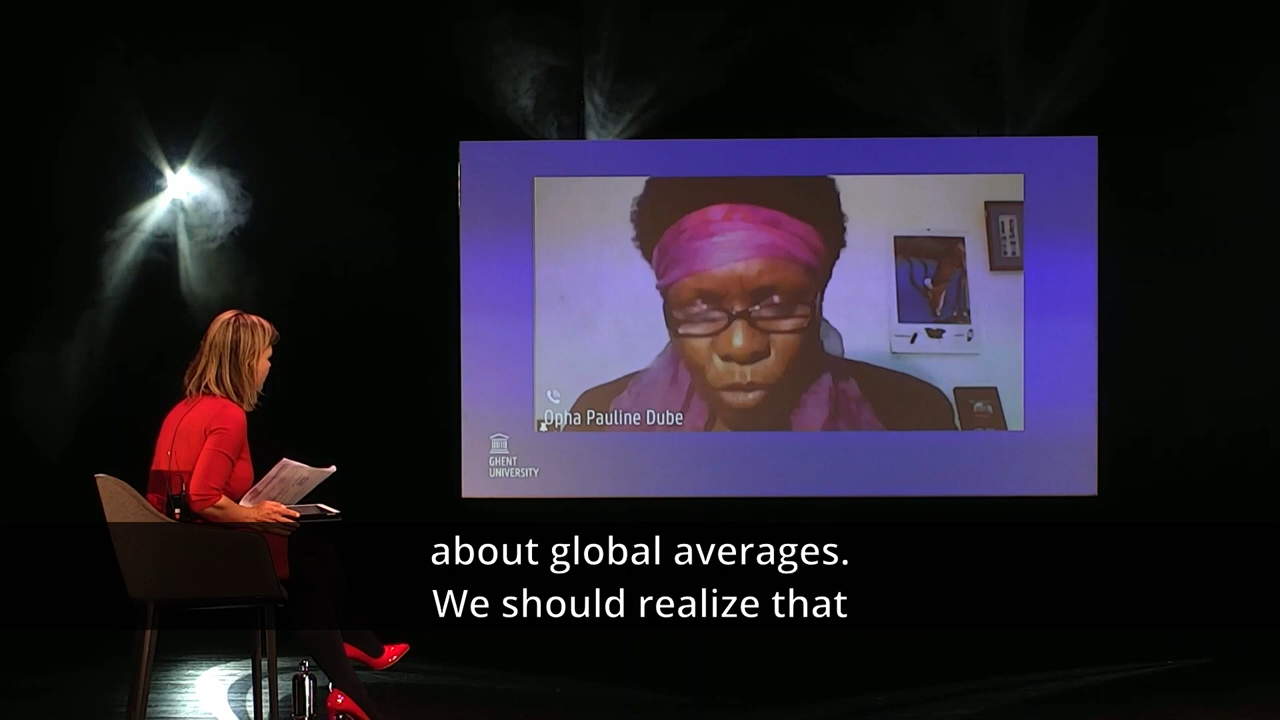 Opha Pauline Dube
GHENT
UNIVERSITY
about global averages.
We should realize that